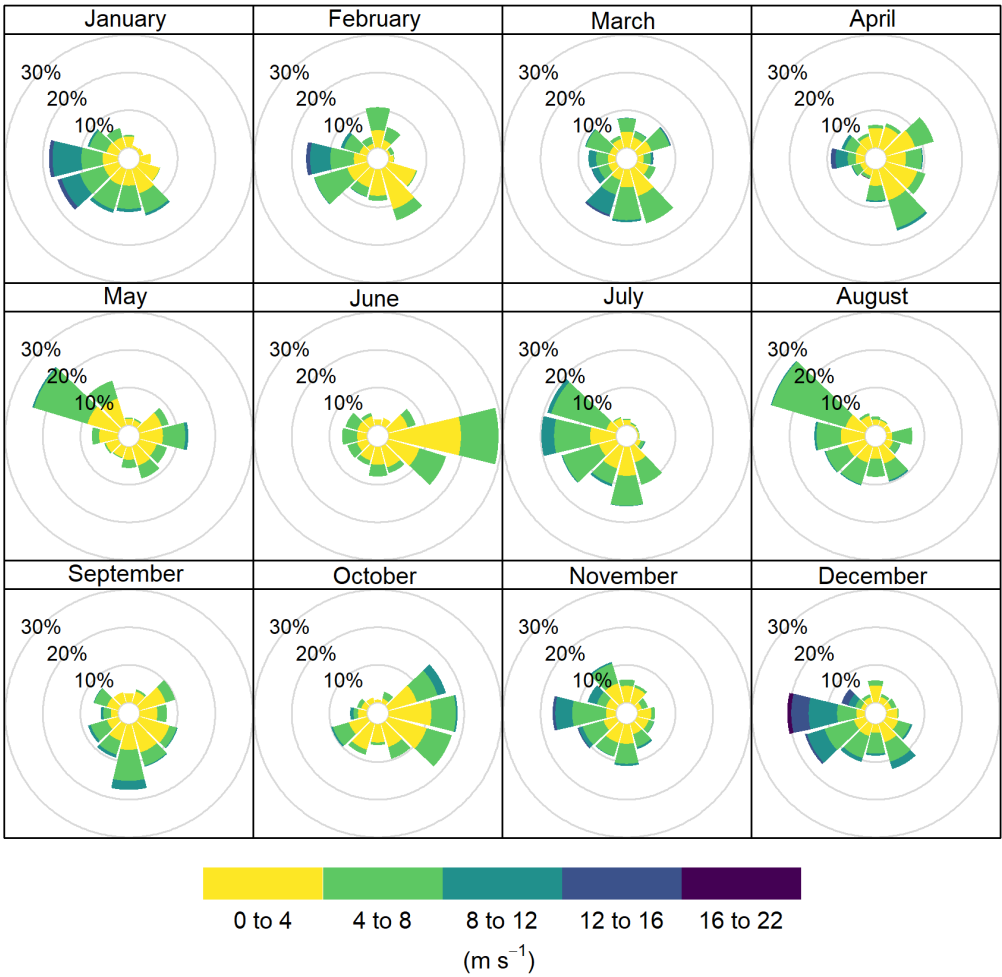 January February March April
30% 30% 30% 30%
20% 20% 20% 20%
10% 10% 10% 10%
May June July August
30% 30% 30% 30%
20% 20% 20% 20%
10% 10% 10% 10%
September October November December
30% 30% 30% 30%
20% 20% 20% 20%
10% 10% 10% 10%
0 to 4 4 to 8 8 to 12 12 to 16 16 to 22
(m s⁻¹)